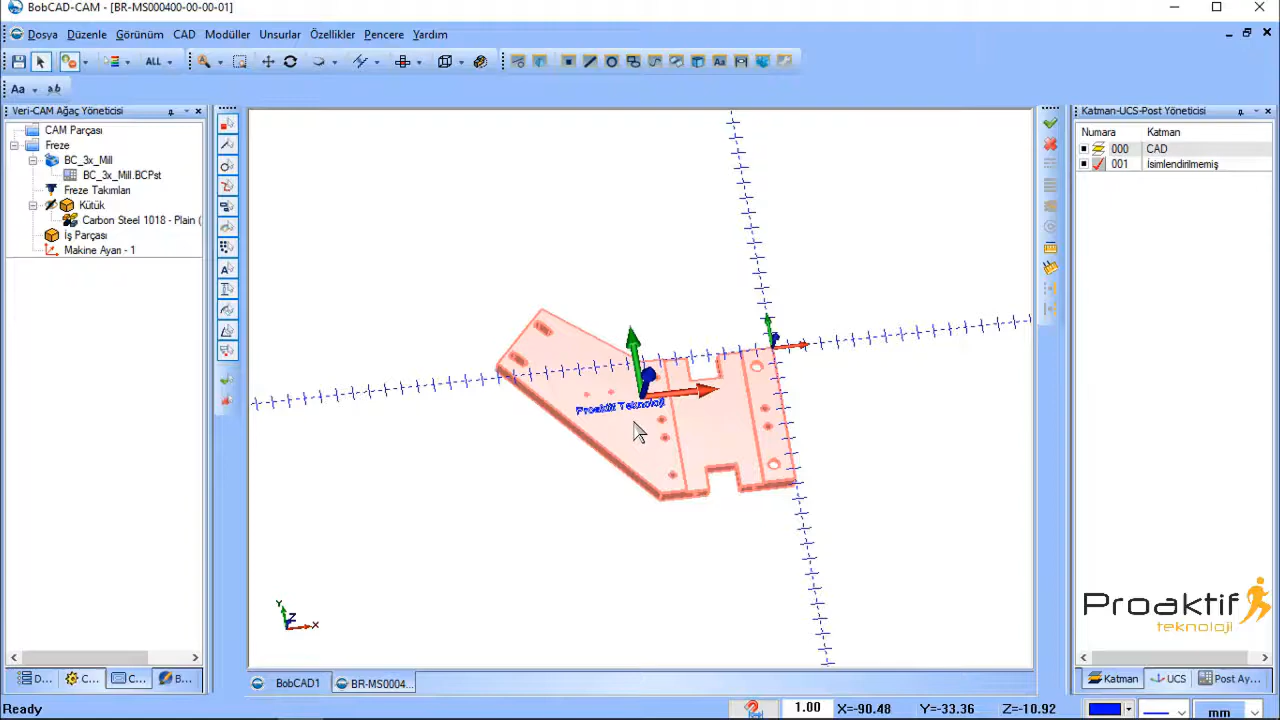 BobCAD-CAM - [BR-MS000400-00-00-01]
Dosya Düzenle Görünüm CAD Modüller Unsurlar Özellikler Pencere Yardım
ALL
Aa ab
Veri-CAM Ağaç Yöneticisi
CAM Parçası
Freze
BC_3x_Mill
BC_3x_Mill.BCPst
Freze Takımları
Kütük
Carbon Steel 1018 - Plain (
İş Parçası
Makine Ayarı - 1
Proaktif Teknoloji
Y
Z
X
Katman-UCS-Post Yöneticisi
Numara Katman
000 CAD
001 İsimlendirilmemiş
Proaktif
teknoloji
D... C... C... B...
BobCAD1 BR-MS0004...
Katman UCS Post Ay...
Ready 1.00 X=-90.48 Y=-33.36 Z=-10.92 mm